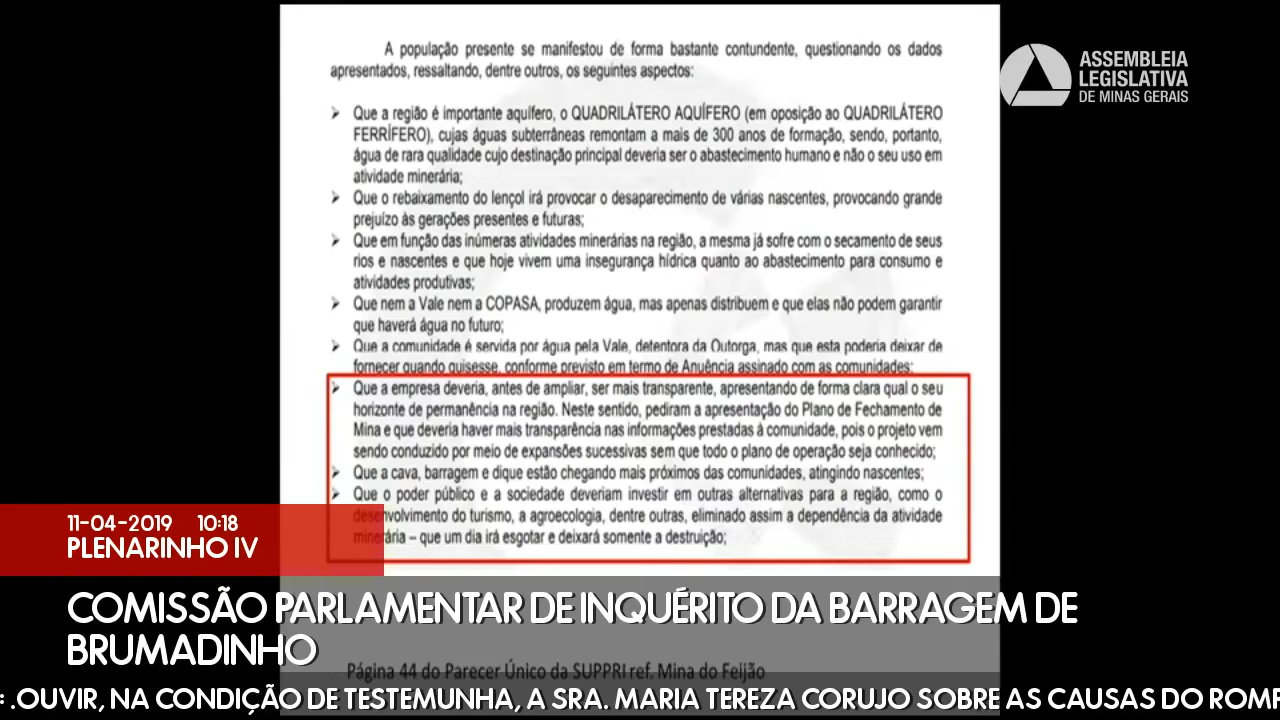 A população presente se manifestou de forma bastante contundente, questionando os dados
apresentados, ressaltando, dentre outros, os seguintes aspectos:
ASSEMBLEIA
LEGISLATIVA
DE MINAS GERAIS
➤ Que a região é importante aquífero, o QUADRILÁTERO AQUÍFERO (em oposição ao QUADRILÁTERO
FERRÍFERO), cujas águas subterrâneas remontam a mais de 300 anos de formação, sendo, portanto,
água de rara qualidade cujo destinação principal deveria ser o abastecimento humano e não o seu uso em
atividade minerária;
➤ Que o rebaixamento do lençol irá provocar o desaparecimento de várias nascentes, provocando grande
prejuízo às gerações presentes e futuras;
➤ Que em função das inúmeras atividades minerárias na região, a mesma já sofre com o secamento de seus
rios e nascentes e que hoje vivem uma insegurança hídrica quanto ao abastecimento para consumo e
atividades produtivas;
➤ Que nem a Vale nem a COPASA, produzem água, mas apenas distribuem e que elas não podem garantir
que haverá água no futuro;
➤ Que a comunidade é servida por água pela Vale, detentora da Outorga, mas que esta poderia deixar de
fornecer quando quisesse, conforme previsto em termo de Anuência assinado com as comunidades;
➤ Que a empresa deveria, antes de ampliar, ser mais transparente, apresentando de forma clara qual o seu
horizonte de permanência na região. Neste sentido, pediram a apresentação do Plano de Fechamento de
Mina e que deveria haver mais transparência nas informações prestadas à comunidade, pois o projeto vem
sendo conduzido por meio de expansões sucessivas sem que todo o plano de operação seja conhecido;
➤ Que a cava, barragem e dique estão chegando mais próximos das comunidades, atingindo nascentes;
➤ Que o poder público e a sociedade deveriam investir em outras alternativas para a região, como o
desenvolvimento do turismo, a agroecologia, dentre outras, eliminado assim a dependência da atividade
minerária – que um dia irá esgotar e deixará somente a destruição;
11-04-2019 10:18
PLENARINHO IV
COMISSÃO PARLAMENTAR DE INQUÉRITO DA BARRAGEM DE
BRUMADINHO
Página 44 do Parecer Único da SUPPRI ref. Mina do Feijão
: .OUVIR, NA CONDIÇÃO DE TESTEMUNHA, A SRA. MARIA TEREZA CORUJO SOBRE AS CAUSAS DO ROMP